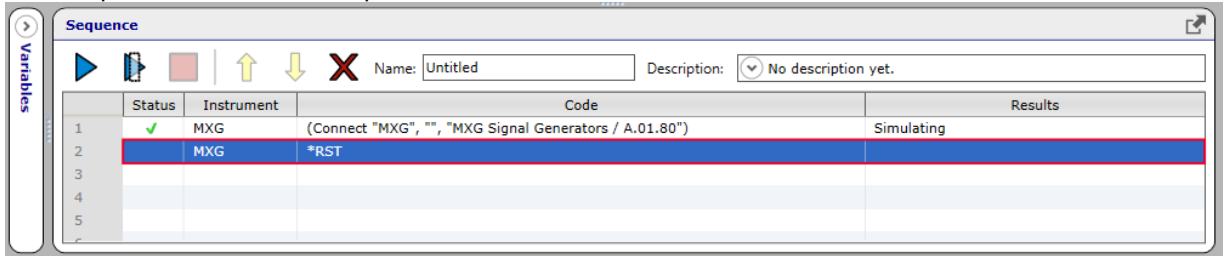 Variables
Sequence
Name: Untitled Description: No description yet.
Status Instrument Code Results
1 MXG (Connect "MXG", "", "MXG Signal Generators / A.01.80") Simulating
2 MXG *RST
3
4
5